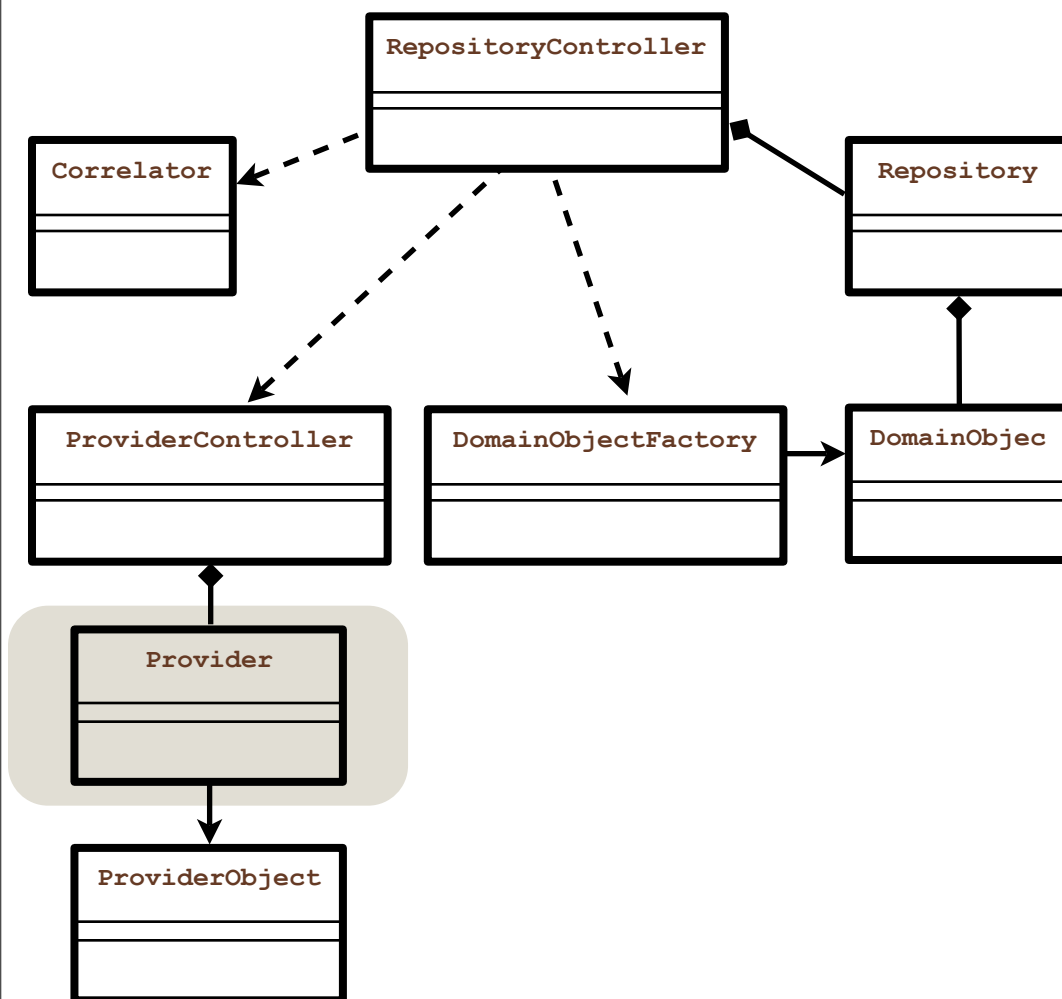 RepositoryController
Correlator
Repository
ProviderController
DomainObjectFactory
DomainObjec
Provider
ProviderObject